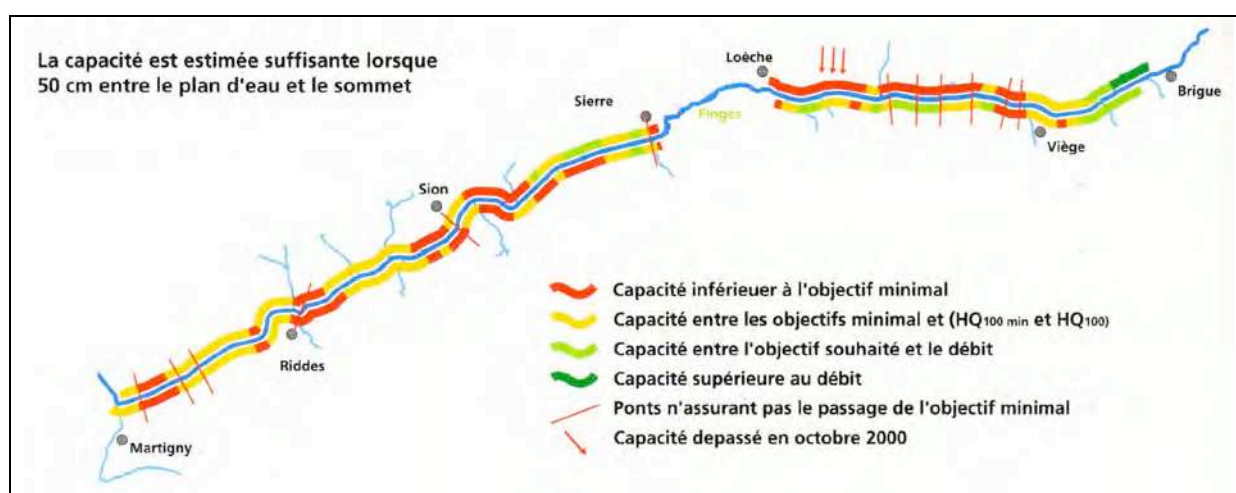 La capacité est estimée suffisante lorsque
50 cm entre le plan d'eau et le sommet
Loèche
Sierre
Finges
Brigue
Viège
Sion
Riddes
Martigny
Capacité inférieuer à l'objectif minimal
Capacité entre les objectifs minimal et (HQ100 min et HQ100)
Capacité entre l'objectif souhaité et le débit
Capacité supérieure au débit
Ponts n'assurant pas le passage de l'objectif minimal
Capacité depassé en octobre 2000